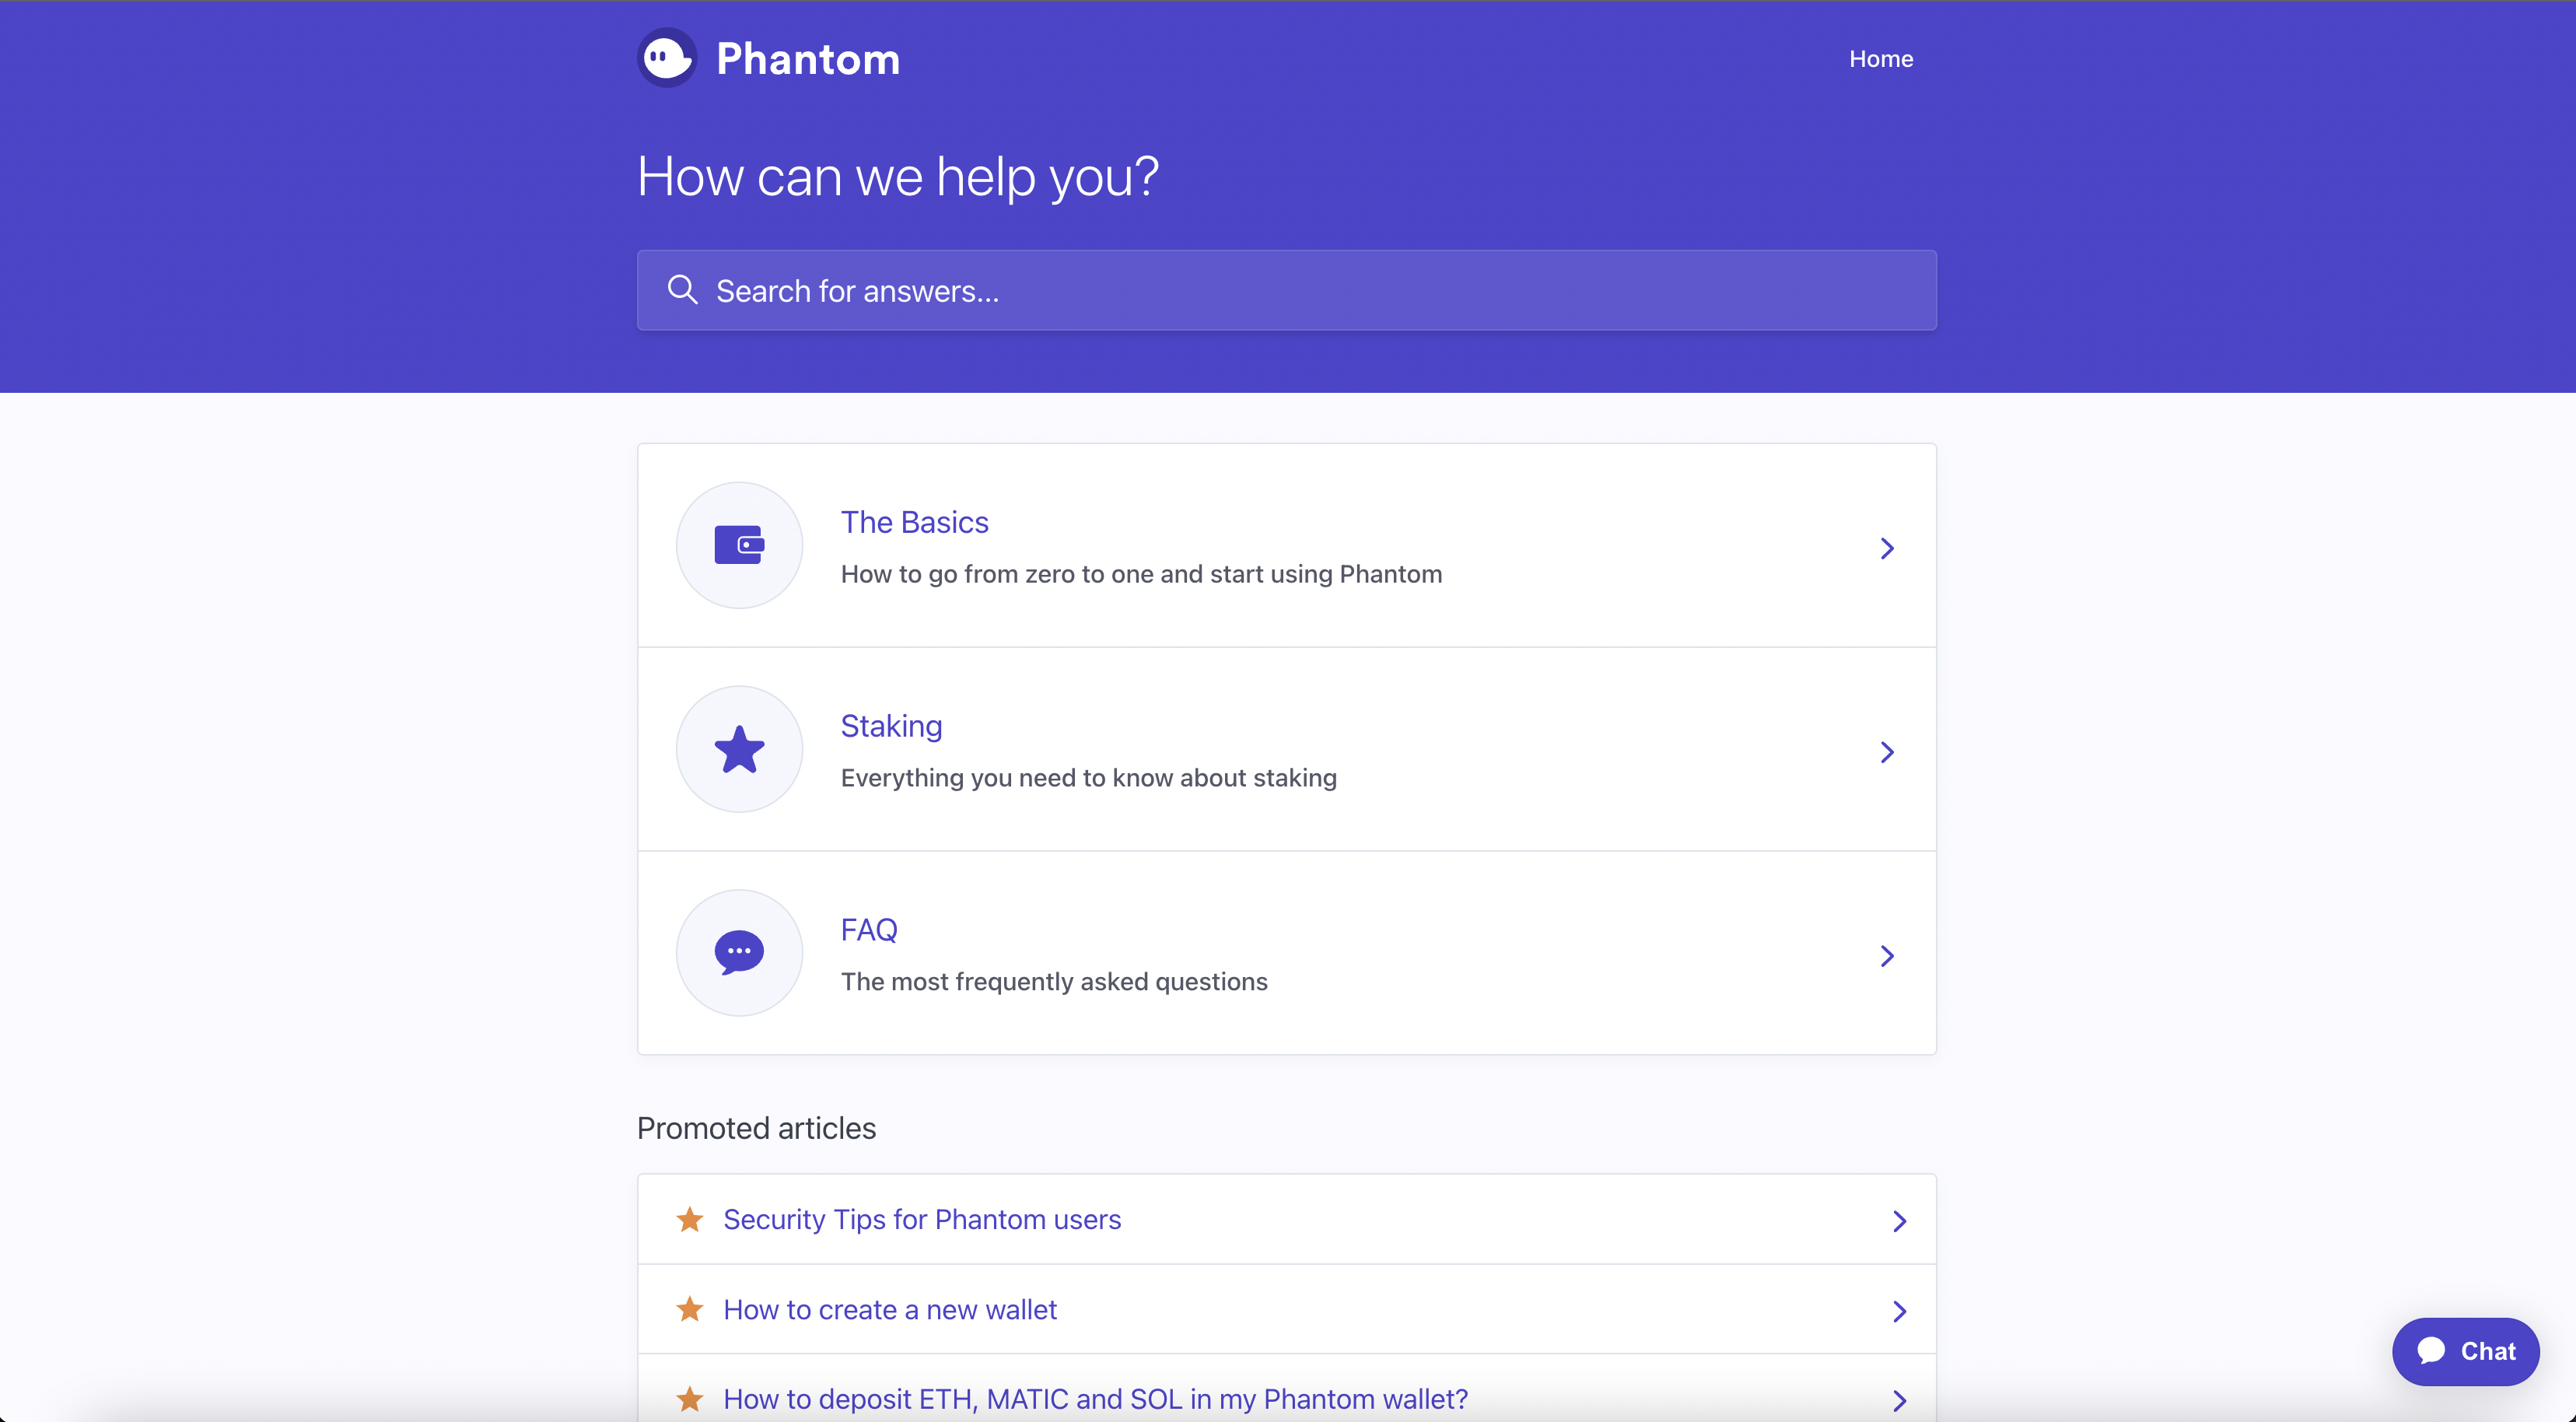 Phantom
Home
How can we help you?
Search for answers...
The Basics
How to go from zero to one and start using Phantom
Staking
Everything you need to know about staking
FAQ
The most frequently asked questions
Promoted articles
Security Tips for Phantom users
How to create a new wallet
How to deposit ETH, MATIC and SOL in my Phantom wallet?
Chat